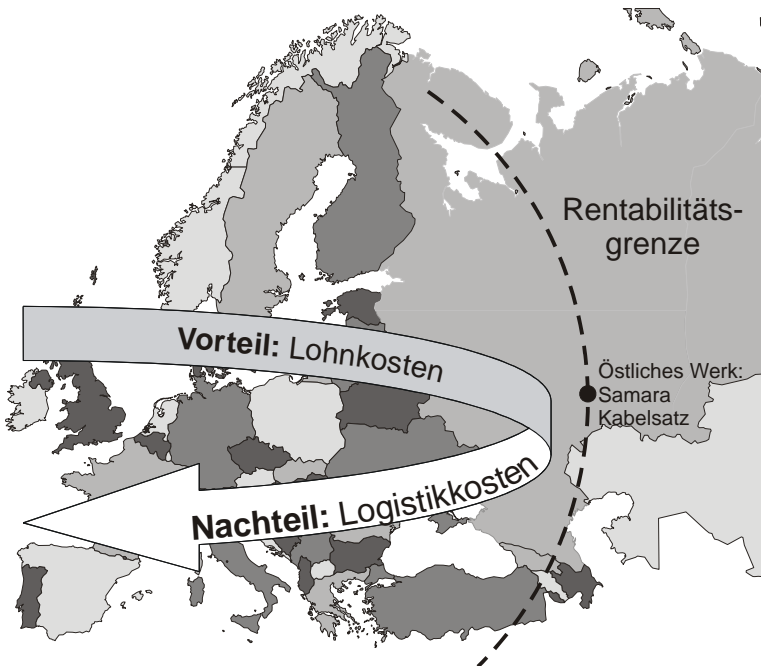 Rentabilitäts-
grenze
Vorteil: Lohnkosten
Östliches Werk:
Samara
Kabelsatz
Nachteil: Logistikkosten